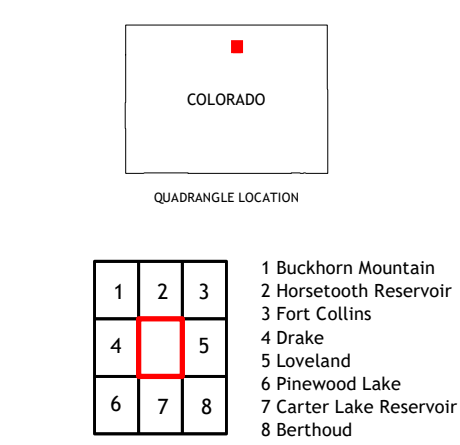 COLORADO
QUADRANGLE LOCATION
1 2 3
4 5
6 7 8
1 Buckhorn Mountain
2 Horsetooth Reservoir
3 Fort Collins
4 Drake
5 Loveland
6 Pinewood Lake
7 Carter Lake Reservoir
8 Berthoud